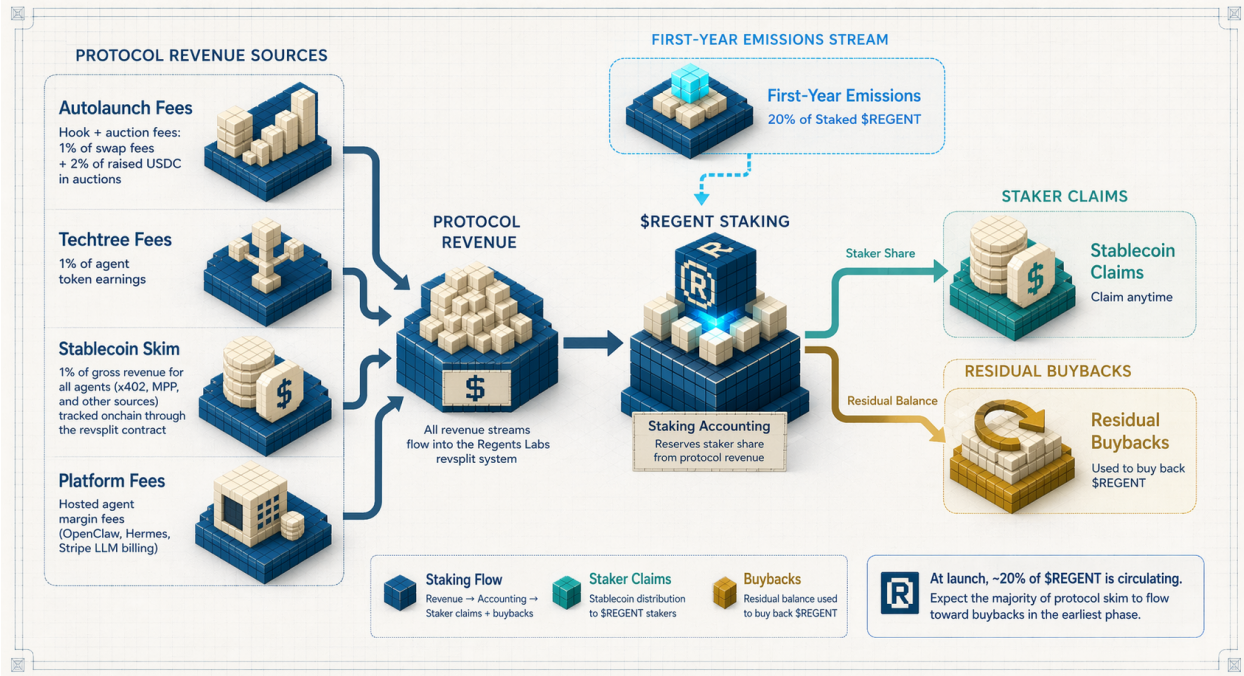 PROTOCOL REVENUE SOURCES
Autolaunch Fees
Hook + auction fees:
1% of swap fees
+ 2% of raised USDC
in auctions
Techtree Fees
1% of agent
token earnings
Stablecoin Skim
1% of gross revenue for
all agents (x402, MPP,
and other sources)
tracked onchain through
the revsplit contract
$
Platform Fees
Hosted agent
margin fees
(OpenClaw, Hermes,
Stripe LLM billing)
PROTOCOL
REVENUE
$
All revenue streams
flow into the Regents Labs
revsplit system
FIRST-YEAR EMISSIONS STREAM
First-Year Emissions
20% of Staked $REGENT
$REGENT STAKING
R
R
Staking Accounting
Reserves staker share
from protocol revenue
Staker Share
Residual Balance
STAKER CLAIMS
$
Stablecoin
Claims
Claim anytime
RESIDUAL BUYBACKS
Residual
Buybacks
Used to buy back
$REGENT
Staking Flow
Revenue → Accounting →
Staker claims + buybacks
Staker Claims
Stablecoin distribution
to $REGENT stakers
Buybacks
Residual balance used
to buy back $REGENT
R
At launch, ~20% of $REGENT is circulating.
Expect the majority of protocol skim to flow
toward buybacks in the earliest phase.